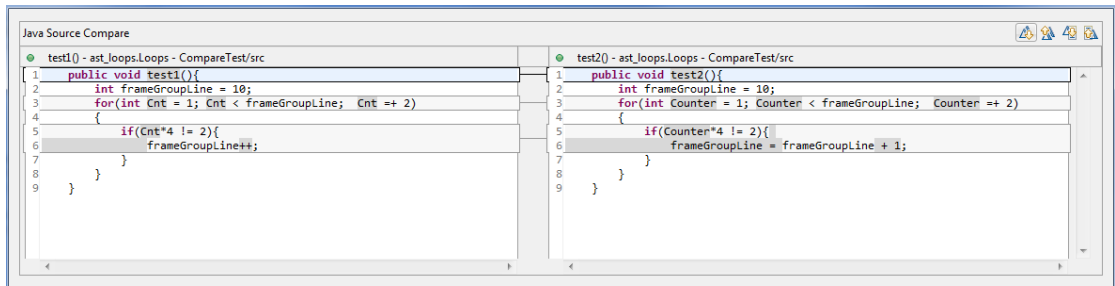 Java Source Compare
test1() - ast_loops.Loops - CompareTest/src
1 public void test1(){
2 int frameGroupLine = 10;
3 for(int Cnt = 1; Cnt < frameGroupLine; Cnt =+ 2)
4 {
5 if(Cnt*4 != 2){
6 frameGroupLine++;
7 }
8 }
9 }
test2() - ast_loops.Loops - CompareTest/src
1 public void test2(){
2 int frameGroupLine = 10;
3 for(int Counter = 1; Counter < frameGroupLine; Counter =+ 2)
4 {
5 if(Counter*4 != 2){
6 frameGroupLine = frameGroupLine + 1;
7 }
8 }
9 }